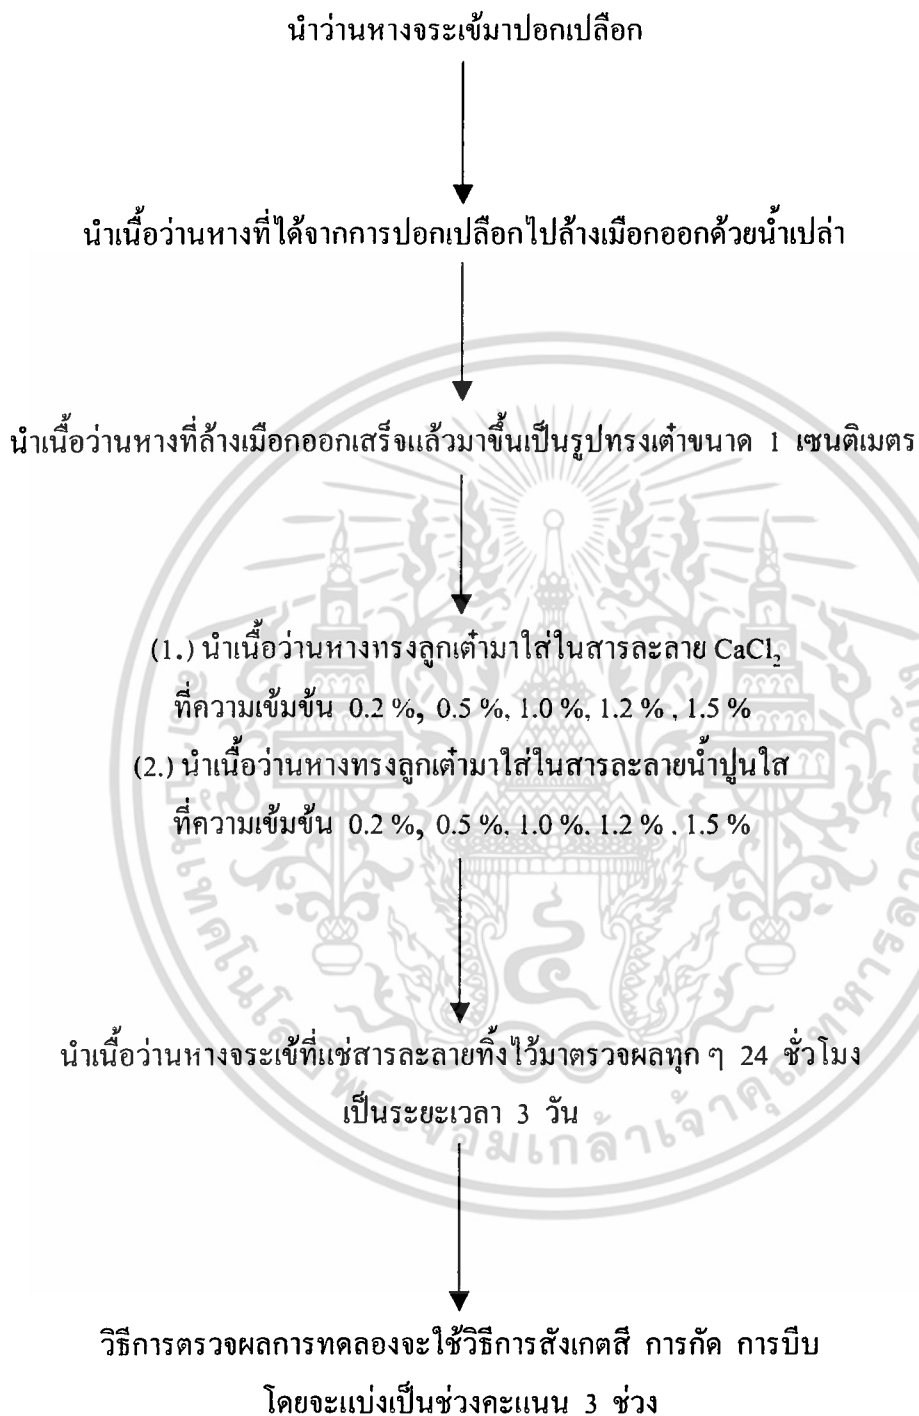 นำว่านหางจระเข้มาปอกเปลือก
นำเนื้อว่านหางที่ได้จากการปอกเปลือกไปล้างเมือกออกด้วยน้ำเปล่า
นำเนื้อว่านหางที่ล้างเมือกออกเสร็จแล้วมาขึ้นเป็นรูปทรงเต๋าขนาด 1 เซนติเมตร
(1.) นำเนื้อว่านหางทรงลูกเต๋ามาใส่ในสารละลาย CaCl₂
ที่ความเข้มข้น 0.2 %, 0.5 %, 1.0 %, 1.2 % , 1.5 %
(2.) นำเนื้อว่านหางทรงลูกเต๋ามาใส่ในสารละลายน้ำปูนใส
ที่ความเข้มข้น 0.2 %, 0.5 %, 1.0 %, 1.2 % , 1.5 %
นำเนื้อว่านหางจระเข้ที่แช่สารละลายทิ้งไว้มาตรวจผลทุก ๆ 24 ชั่วโมง
เป็นระยะเวลา 3 วัน
วิธีการตรวจผลการทดลองจะใช้วิธีการสังเกตสี การกัด การบีบ
โดยจะแบ่งเป็นช่วงคะแนน 3 ช่วง